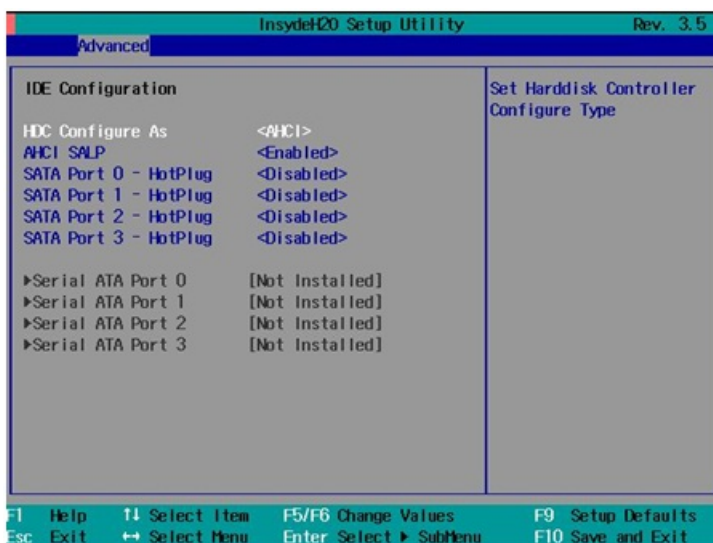 InsydeH2O Setup Utility Rev. 3.5
Advanced
IDE Configuration
Set Harddisk Controller
Configure Type
HDC Configure As <AHCI>
AHCI SALP <Enabled>
SATA Port 0 - HotPlug <Disabled>
SATA Port 1 - HotPlug <Disabled>
SATA Port 2 - HotPlug <Disabled>
SATA Port 3 - HotPlug <Disabled>
▶Serial ATA Port 0 [Not Installed]
▶Serial ATA Port 1 [Not Installed]
▶Serial ATA Port 2 [Not Installed]
▶Serial ATA Port 3 [Not Installed]
F1 Help ↑↓ Select Item F5/F6 Change Values F9 Setup Defaults
Esc Exit ↔ Select Menu Enter Select ▶ SubMenu F10 Save and Exit